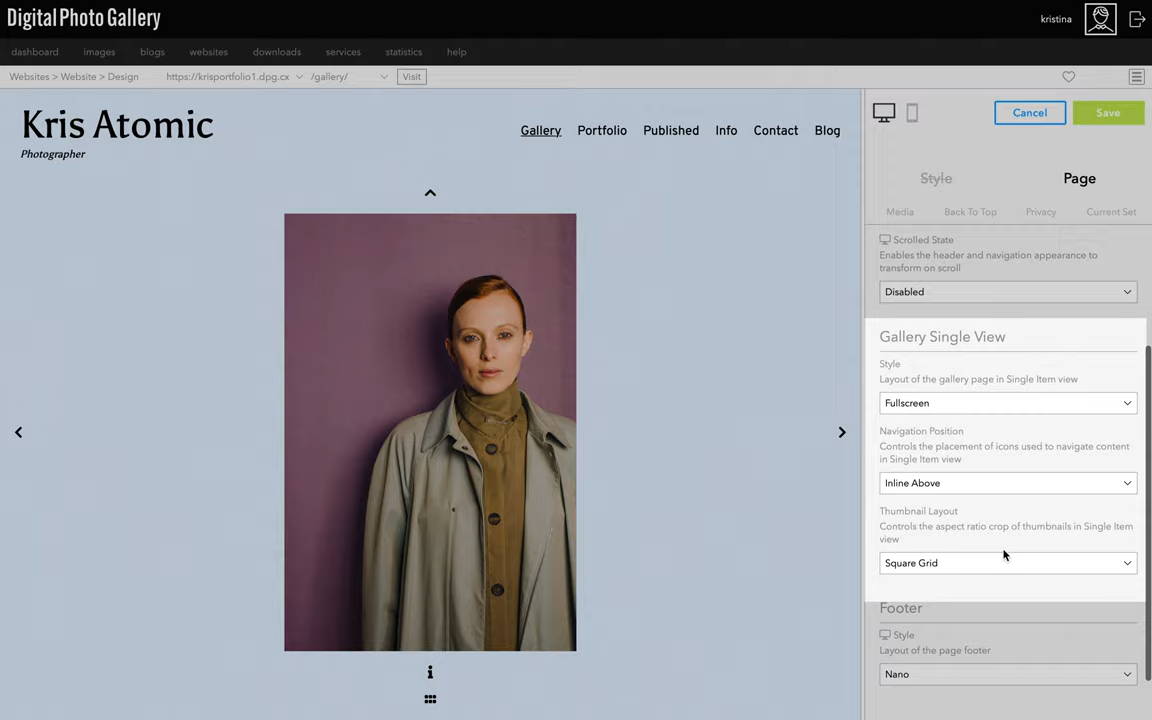 Digital Photo Gallery
kristina
dashboard images blogs websites downloads services statistics help
Websites > Website > Design https://krisportfolio1.dpg.cx /gallery/ Visit
Kris Atomic
Photographer
Gallery Portfolio Published Info Contact Blog
Cancel Save
Style Page
Media Back To Top Privacy Current Set
Scrolled State
Enables the header and navigation appearance to
transform on scroll
Disabled
Gallery Single View
Style
Layout of the gallery page in Single Item view
Fullscreen
Navigation Position
Controls the placement of icons used to navigate content
in Single Item view
Inline Above
Thumbnail Layout
Controls the aspect ratio crop of thumbnails in Single Item
view
Square Grid
Footer
Style
Layout of the page footer
Nano